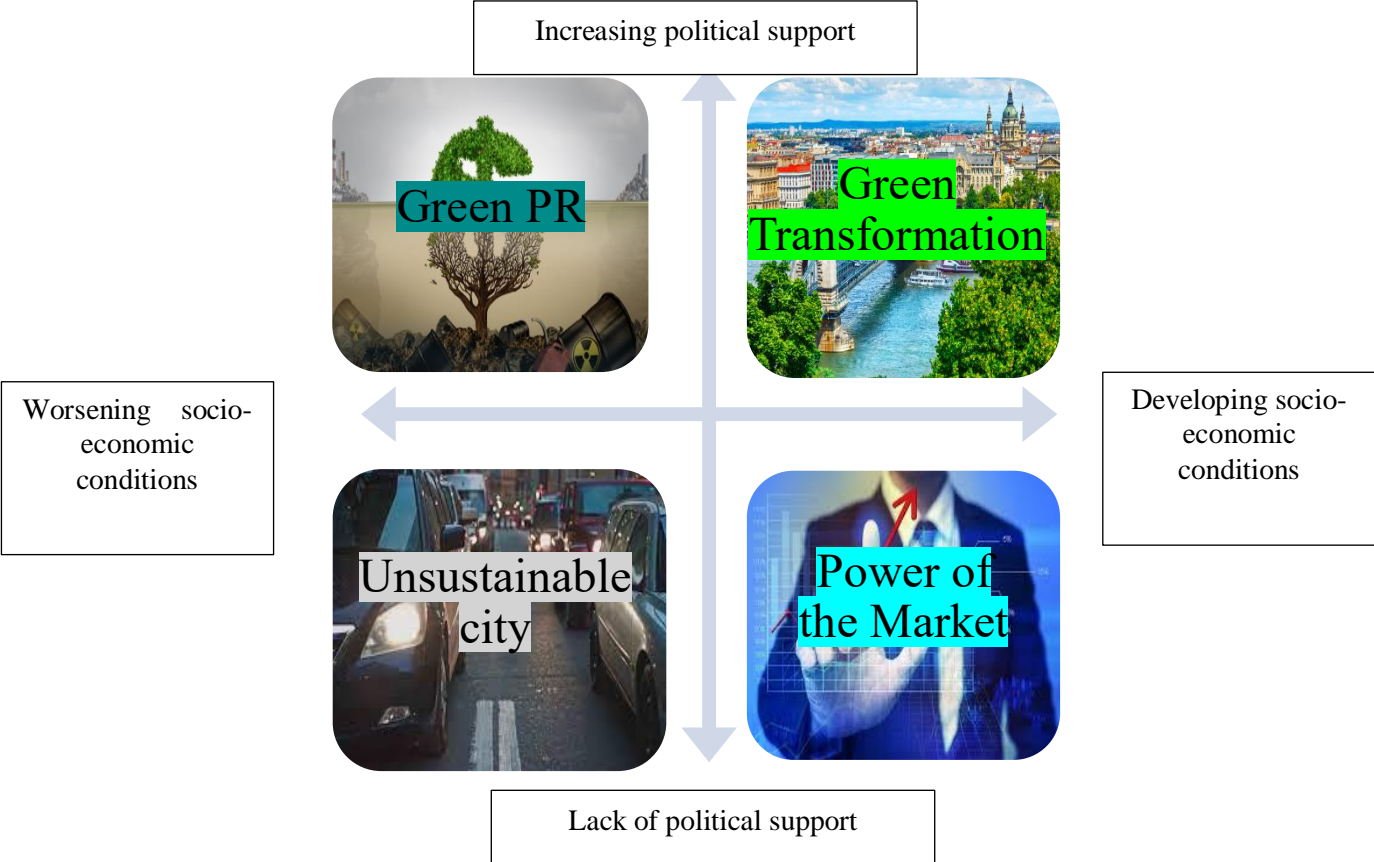 Increasing political support
Green PR
Green
Transformation
Worsening socio-
economic
conditions
Developing socio-
economic
conditions
Unsustainable
city
Power of
the Market
Lack of political support